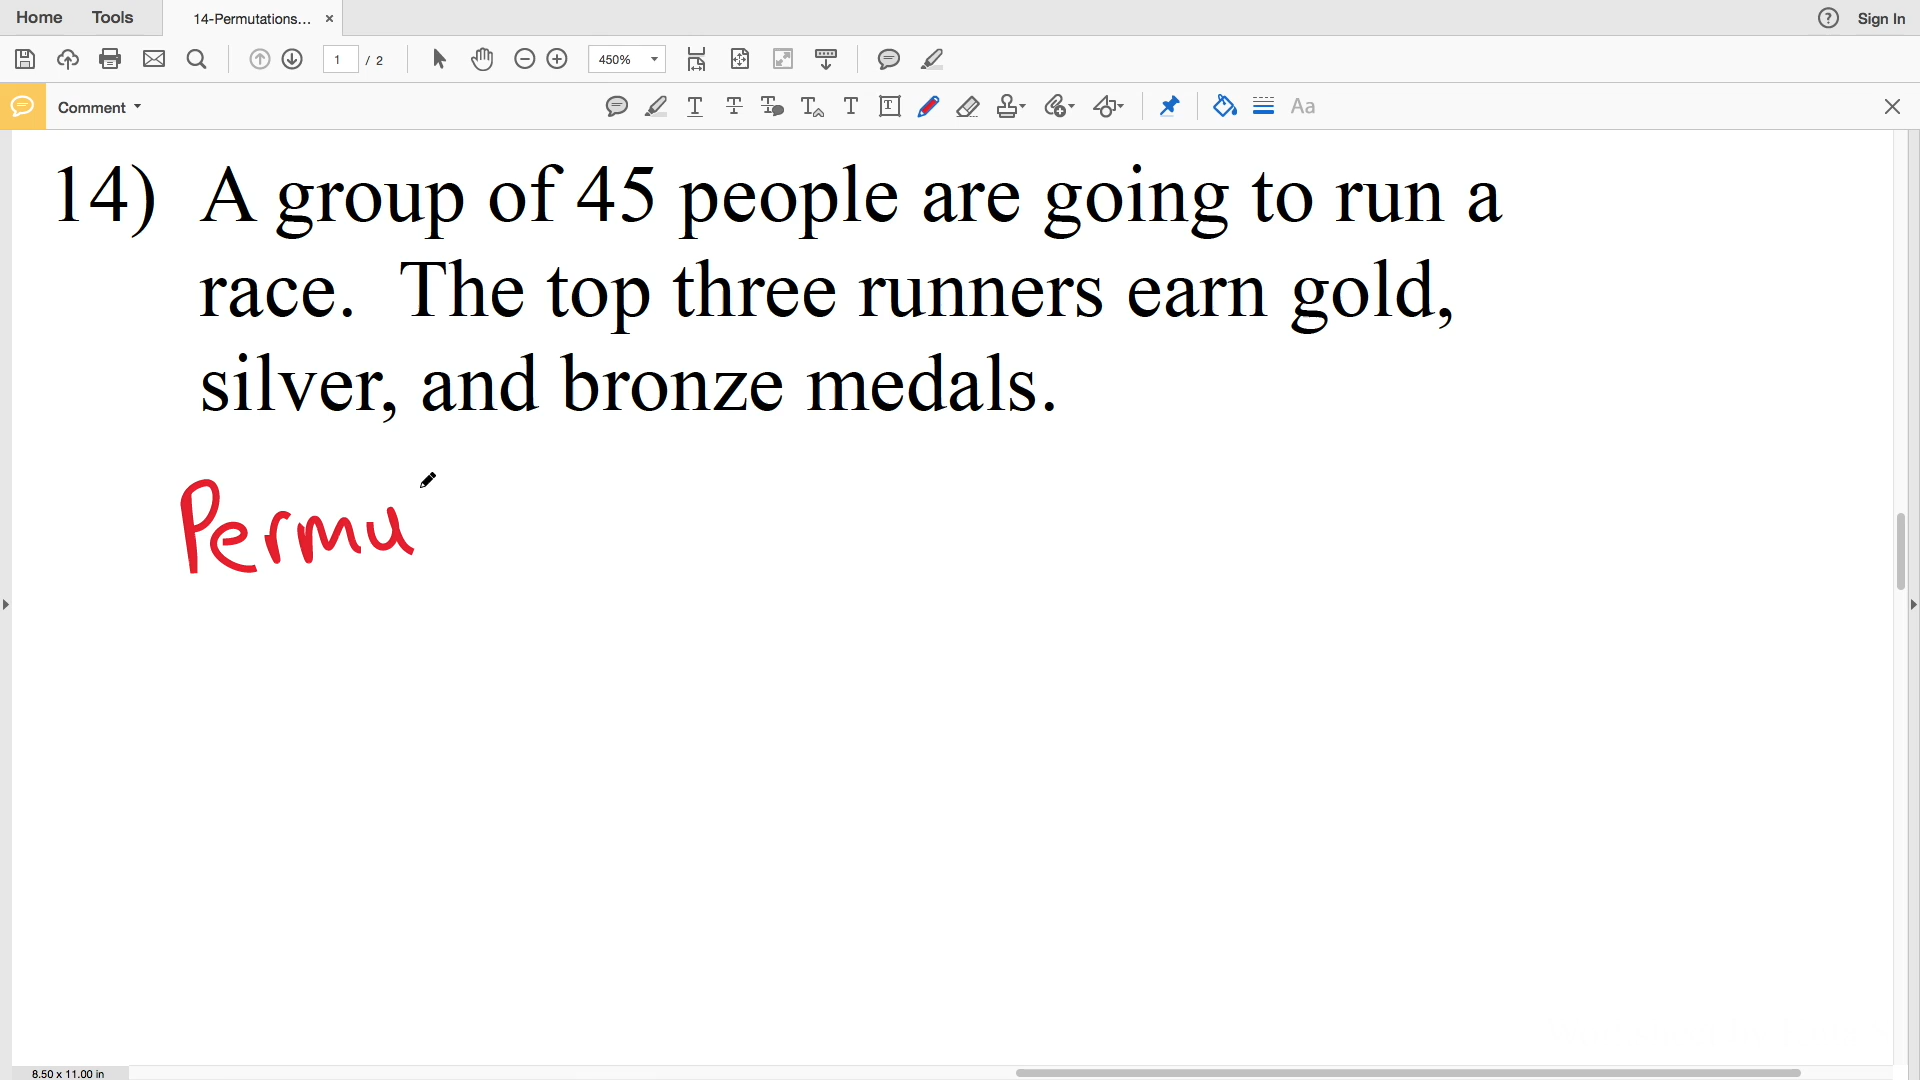 Home Tools 14-Permutations... × Sign In
1 / 2 450%
Comment Aa
14) A group of 45 people are going to run a
race. The top three runners earn gold,
silver, and bronze medals.
Permu
8.50 x 11.00 in